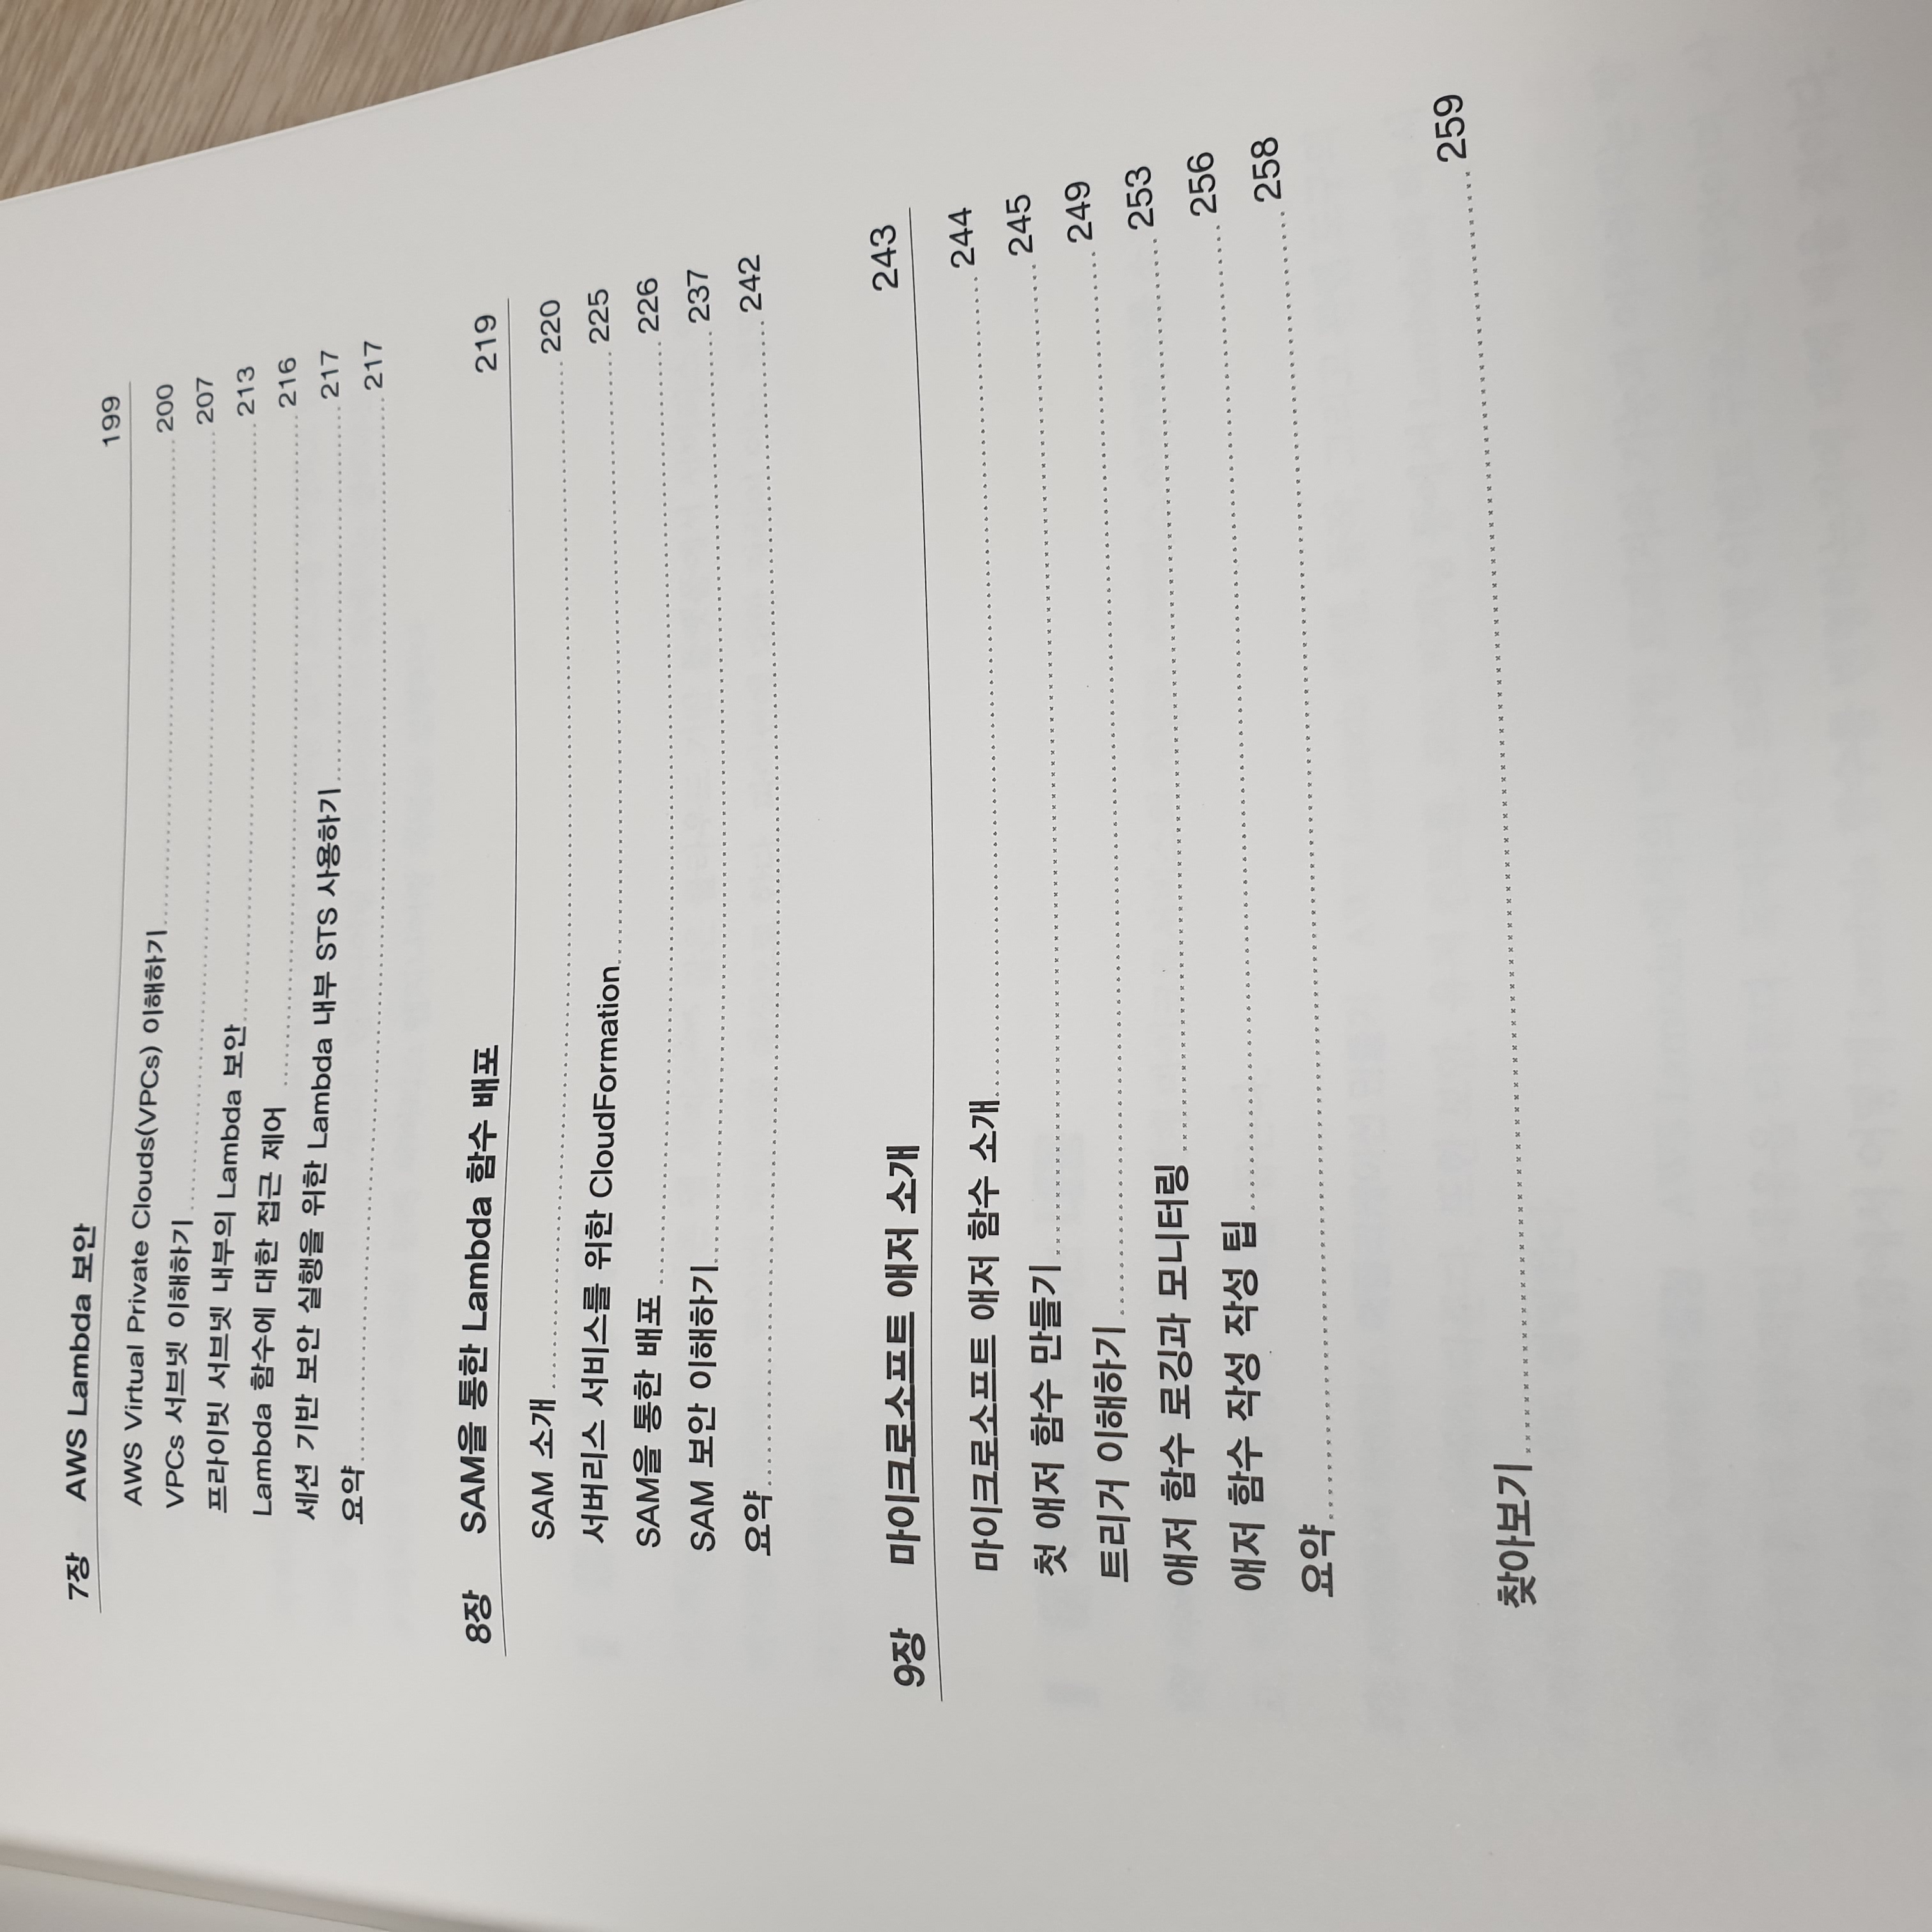 7장 AWS Lambda 보안 199
AWS Virtual Private Clouds(VPCs) 이해하기 200
VPCs 서브넷 이해하기 207
프라이빗 서브넷 내부의 Lambda 보안 213
Lambda 함수에 대한 접근 제어 216
세션 기반 보안 실행을 위한 Lambda 내부 STS 사용하기 217
요약 217
8장 SAM을 통한 Lambda 함수 배포 219
SAM 소개 220
서버리스 서비스를 위한 CloudFormation 225
SAM을 통한 배포 226
SAM 보안 이해하기 237
요약 242
9장 마이크로소프트 애저 소개 243
마이크로소프트 애저 함수 소개 244
첫 애저 함수 만들기 245
트리거 이해하기 249
애저 함수 로깅과 모니터링 253
애저 함수 작성 작성 팁 256
요약 258
찾아보기 259